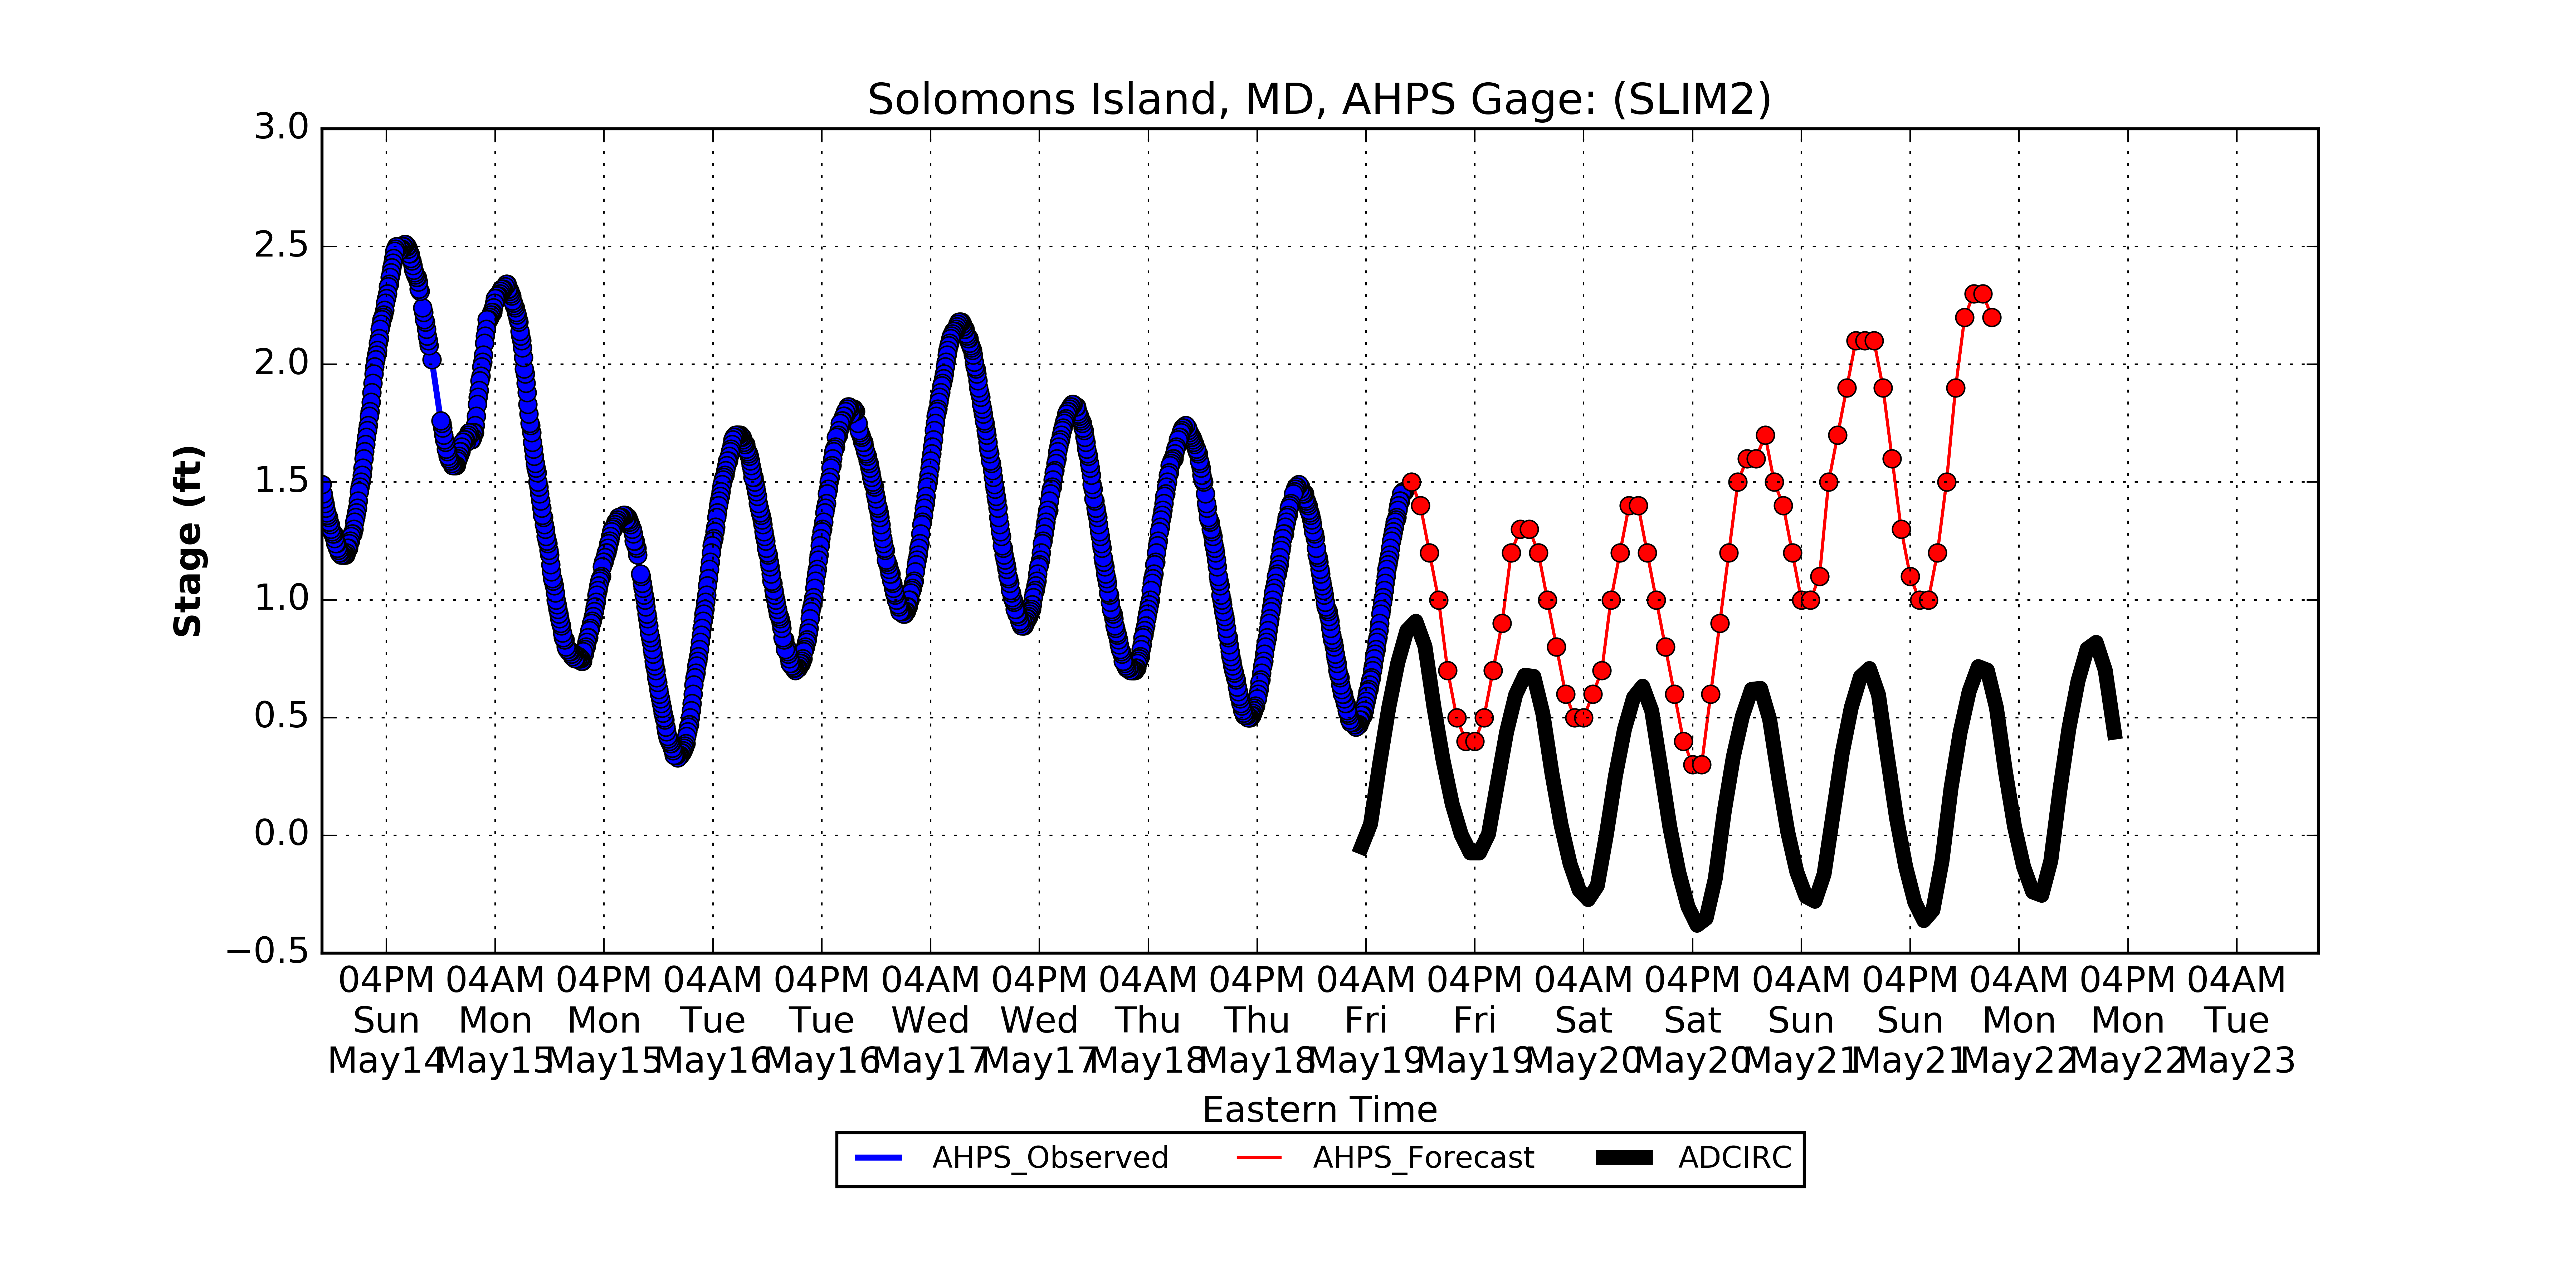 Solomons Island, MD, AHPS Gage: (SLIM2)
3.0
2.5
2.0
1.5
1.0
0.5
0.0
−0.5
Stage (ft)
04PM 04AM 04PM 04AM 04PM 04AM 04PM 04AM 04PM 04AM 04PM 04AM 04PM 04AM 04PM 04AM 04PM 04AM
Sun Mon Mon Tue Tue Wed Wed Thu Thu Fri Fri Sat Sat Sun Sun Mon Mon Tue
May14 May15 May15 May16 May16 May17 May17 May18 May18 May19 May19 May20 May20 May21 May21 May22 May22 May23
Eastern Time
AHPS_Observed AHPS_Forecast ADCIRC